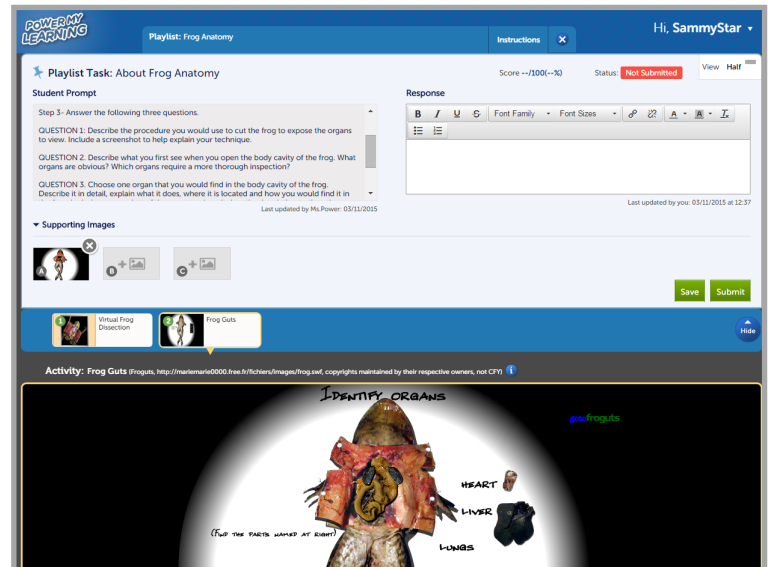 POWER MY
LEARNING
Playlist: Frog Anatomy
Instructions
Hi, SammyStar
Playlist Task: About Frog Anatomy
Score --/100(--%)
Status: Not Submitted
View Half
Student Prompt
Step 3- Answer the following three questions.
QUESTION 1: Describe the procedure you would use to cut the frog to expose the organs
to view. Include a screenshot to help explain your technique.
QUESTION 2. Describe what you first see when you open the body cavity of the frog. What
organs are obvious? Which organs require a more thorough inspection?
QUESTION 3. Choose one organ that you would find in the body cavity of the frog.
Describe it in detail, explain what it does, where it is located and how you would find it in
Last updated by Ms.Power: 03/11/2015
Response
B I U S Font Family Font Sizes A A Tx
Last updated by you: 03/11/2015 at 12:37
Supporting Images
A
B +
C +
Save Submit
1 Virtual Frog
Dissection
2 Frog Guts
Hide
Activity: Frog Guts (Froguts, http://mariemarie0000.free.fr/fichiers/images/frog.swf, copyrights maintained by their respective owners, not CFY) i
IDENTIFY ORGANS
froguts
HEART
LIVER
(FIND THE PARTS NAMED AT RIGHT)
LUNGS